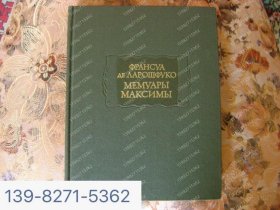 ФРАНСУА
ДЕ ЛАРОШФУКО
МЕМУАРЫ
МАКСИМЫ
139-8271-5362